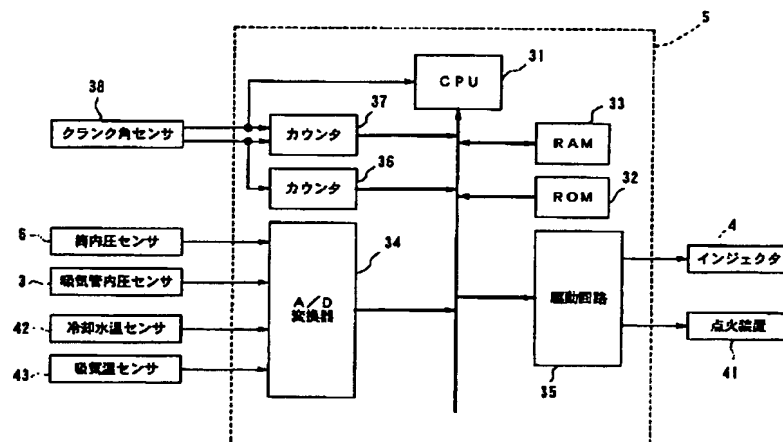 5
31
CPU
38
クランク角センサ
37
カウンタ
33
RAM
36
カウンタ
32
ROM
6
筒内圧センサ
34
4
インジェクタ
3
吸気管内圧センサ
A/D
変換器
駆動回路
42
冷却水温センサ
点火装置
43
吸気温センサ
35
41